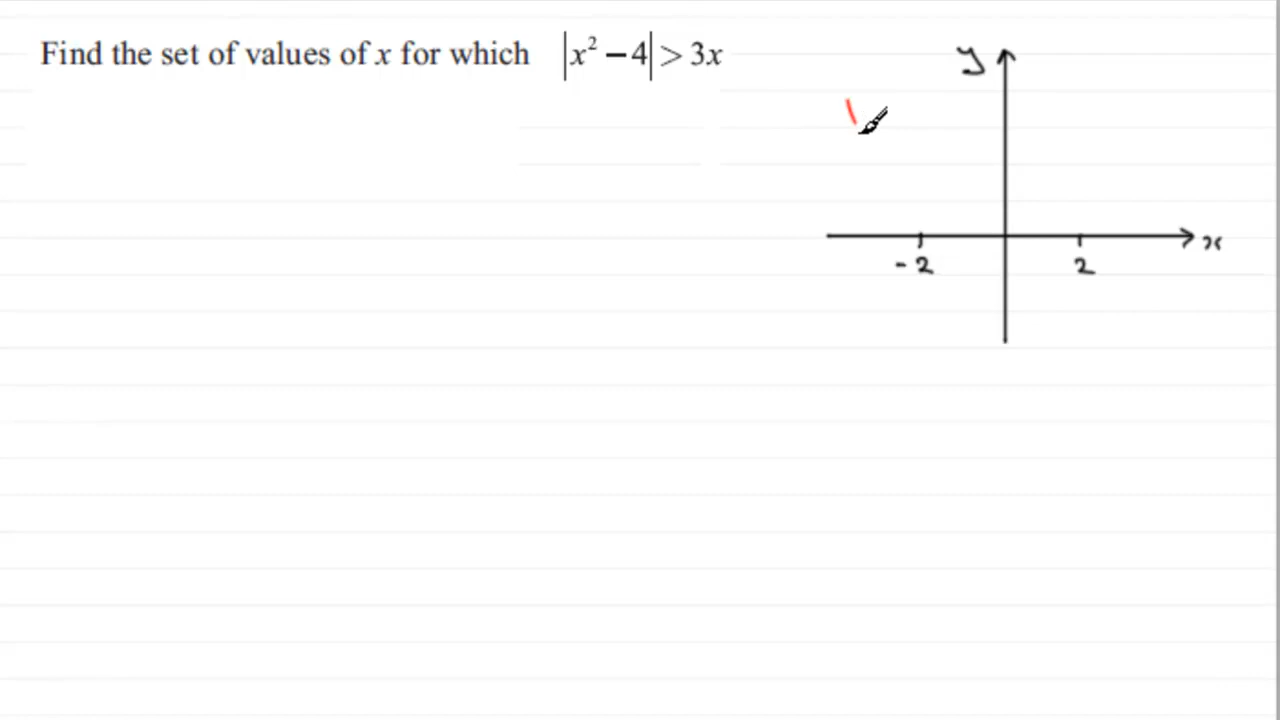 Find the set of values of x for which |x² − 4| > 3x
y
x
-2
2